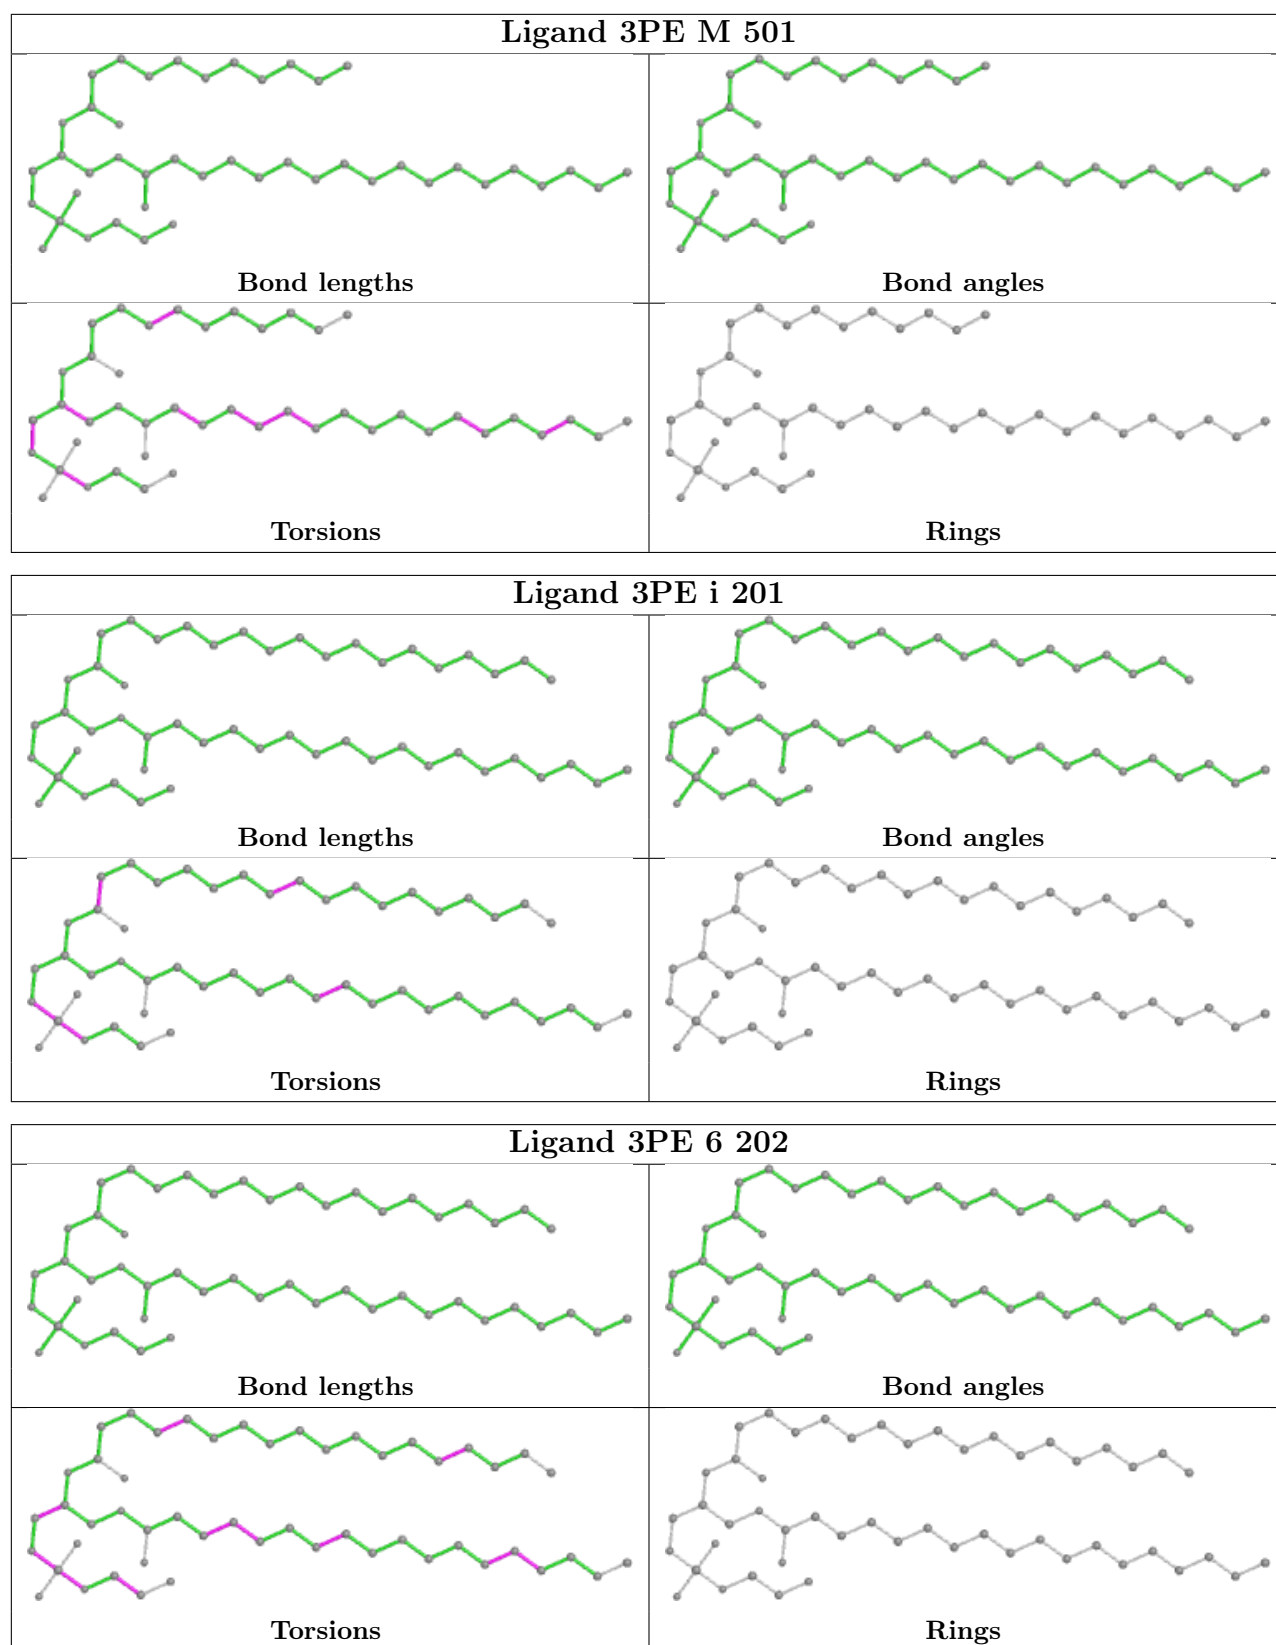 Ligand 3PE M 501
Bond lengths
Bond angles
Torsions
Rings
Ligand 3PE i 201
Bond lengths
Bond angles
Torsions
Rings
Ligand 3PE 6 202
Bond lengths
Bond angles
Torsions
Rings